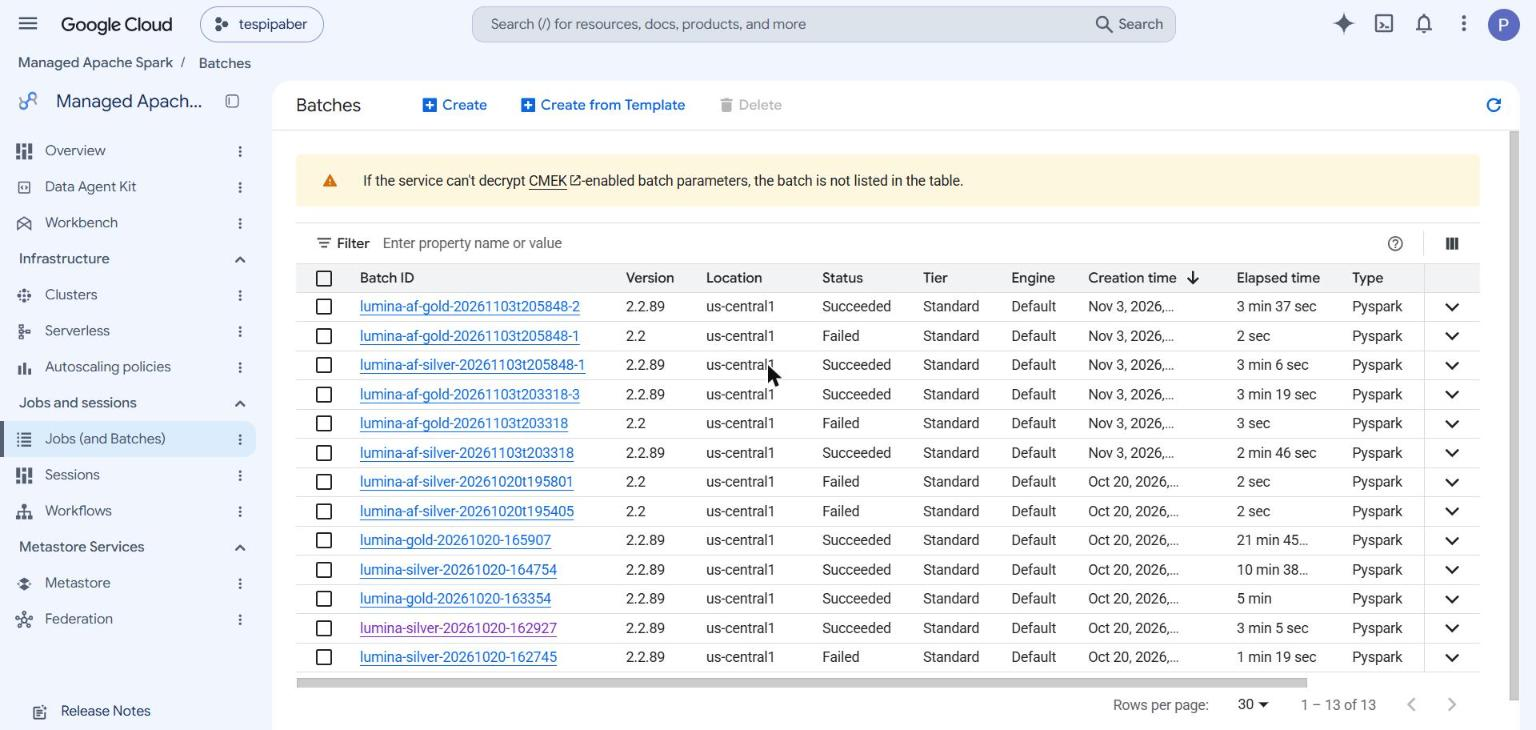 Google Cloud
tespipaber
Search (/) for resources, docs, products, and more
Search
P
Managed Apache Spark / Batches
Managed Apach...
Overview
Data Agent Kit
Workbench
Infrastructure
Clusters
Serverless
Autoscaling policies
Jobs and sessions
Jobs (and Batches)
Sessions
Workflows
Metastore Services
Metastore
Federation
Release Notes
Batches
Create
Create from Template
Delete
If the service can't decrypt CMEK-enabled batch parameters, the batch is not listed in the table.
Filter Enter property name or value
Batch ID Version Location Status Tier Engine Creation time Elapsed time Type
lumina-af-gold-20261103t205848-2 2.2.89 us-central1 Succeeded Standard Default Nov 3, 2026,... 3 min 37 sec Pyspark
lumina-af-gold-20261103t205848-1 2.2 us-central1 Failed Standard Default Nov 3, 2026,... 2 sec Pyspark
lumina-af-silver-20261103t205848-1 2.2.89 us-central1 Succeeded Standard Default Nov 3, 2026,... 3 min 6 sec Pyspark
lumina-af-gold-20261103t203318-3 2.2.89 us-central1 Succeeded Standard Default Nov 3, 2026,... 3 min 19 sec Pyspark
lumina-af-gold-20261103t203318 2.2 us-central1 Failed Standard Default Nov 3, 2026,... 3 sec Pyspark
lumina-af-silver-20261103t203318 2.2.89 us-central1 Succeeded Standard Default Nov 3, 2026,... 2 min 46 sec Pyspark
lumina-af-silver-20261020t195801 2.2 us-central1 Failed Standard Default Oct 20, 2026,... 2 sec Pyspark
lumina-af-silver-20261020t195405 2.2 us-central1 Failed Standard Default Oct 20, 2026,... 2 sec Pyspark
lumina-gold-20261020-165907 2.2.89 us-central1 Succeeded Standard Default Oct 20, 2026,... 21 min 45... Pyspark
lumina-silver-20261020-164754 2.2.89 us-central1 Succeeded Standard Default Oct 20, 2026,... 10 min 38... Pyspark
lumina-gold-20261020-163354 2.2.89 us-central1 Succeeded Standard Default Oct 20, 2026,... 5 min Pyspark
lumina-silver-20261020-162927 2.2.89 us-central1 Succeeded Standard Default Oct 20, 2026,... 3 min 5 sec Pyspark
lumina-silver-20261020-162745 2.2.89 us-central1 Failed Standard Default Oct 20, 2026,... 1 min 19 sec Pyspark
Rows per page: 30 1 – 13 of 13